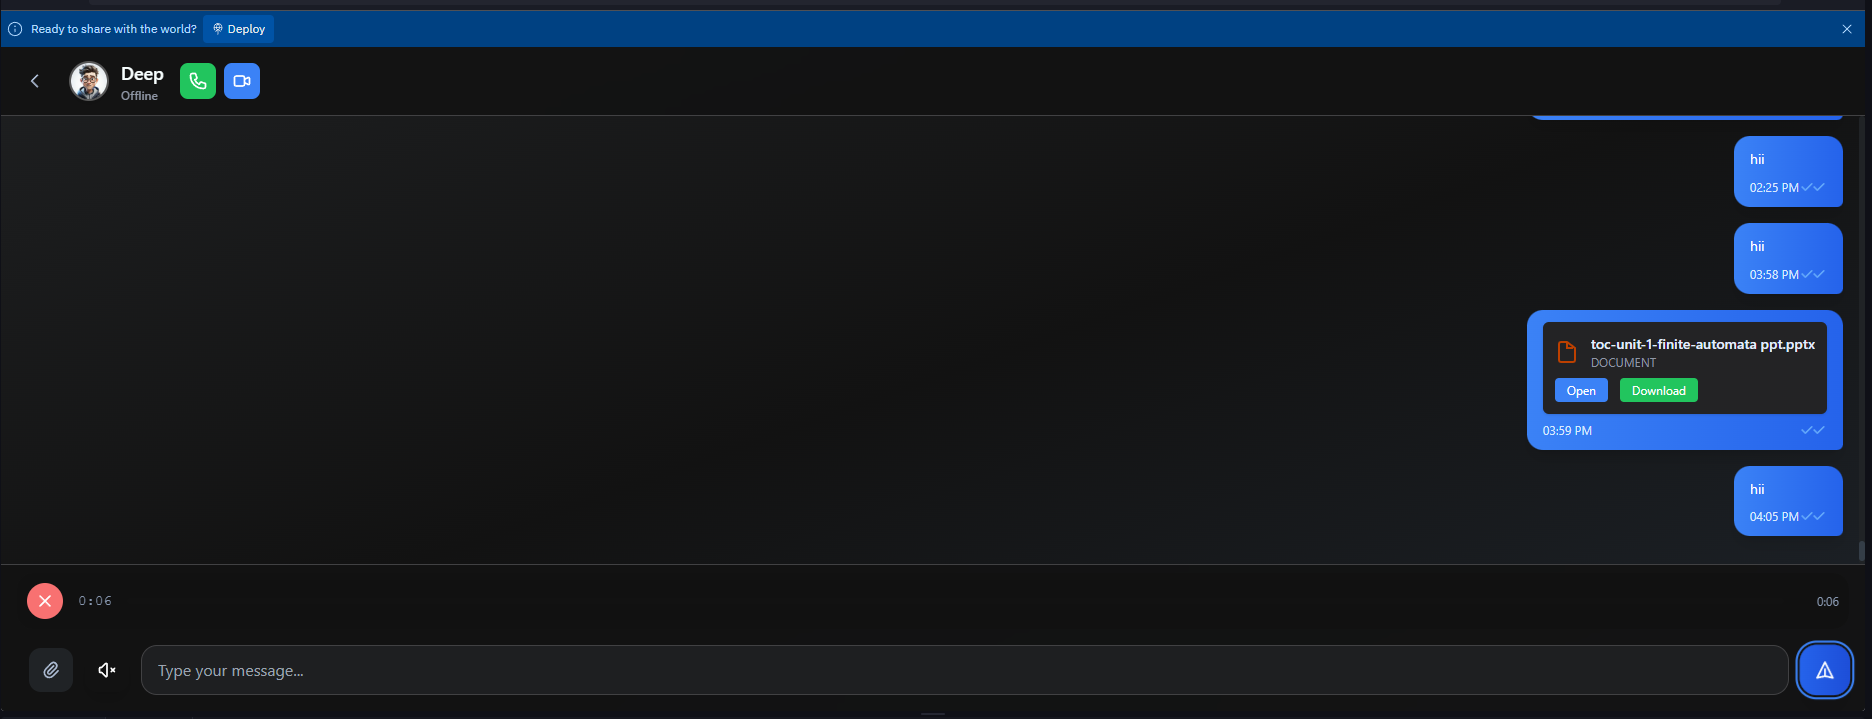 Ready to share with the world? Deploy
Deep
Offline
hii
02:25 PM
hii
03:58 PM
toc-unit-1-finite-automata ppt.pptx
DOCUMENT
Open Download
03:59 PM
hii
04:05 PM
0:06 0:06
Type your message...